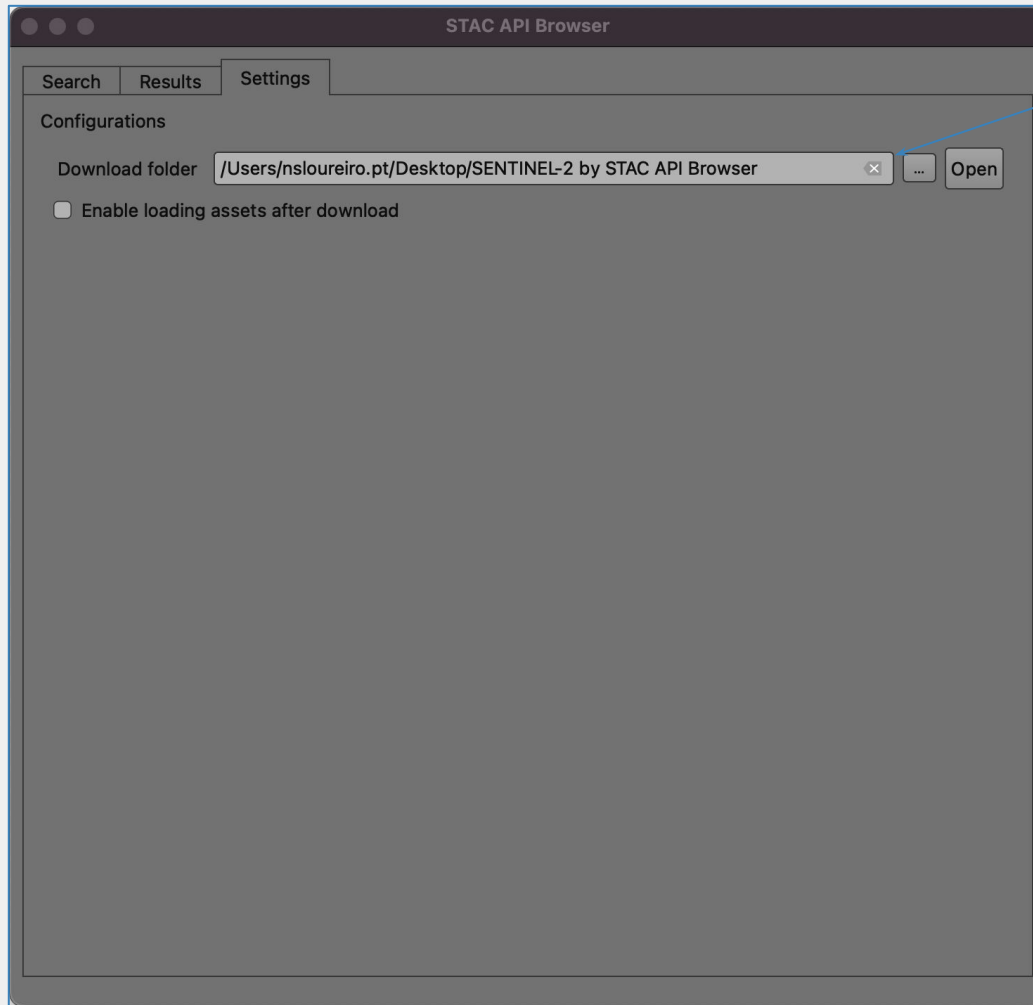 STAC API Browser
Search Results Settings
Configurations
Download folder /Users/nsloureiro.pt/Desktop/SENTINEL-2 by STAC API Browser ... Open
Enable loading assets after download